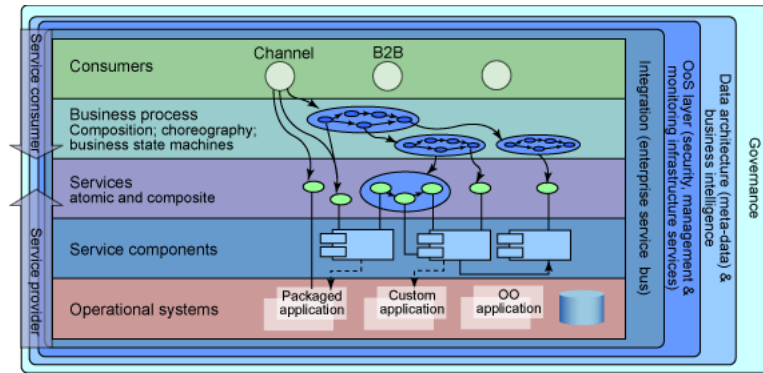 Service consumer
Service provider
Channel
B2B
Consumers
Business process
Composition; choreography;
business state machines
Services
atomic and composite
Service components
Operational systems
Packaged
application
Custom
application
OO
application
Integration (enterprise service bus)
QoS layer (security, management &
monitoring infrastructure services)
Data architecture (meta-data) &
business intelligence
Governance